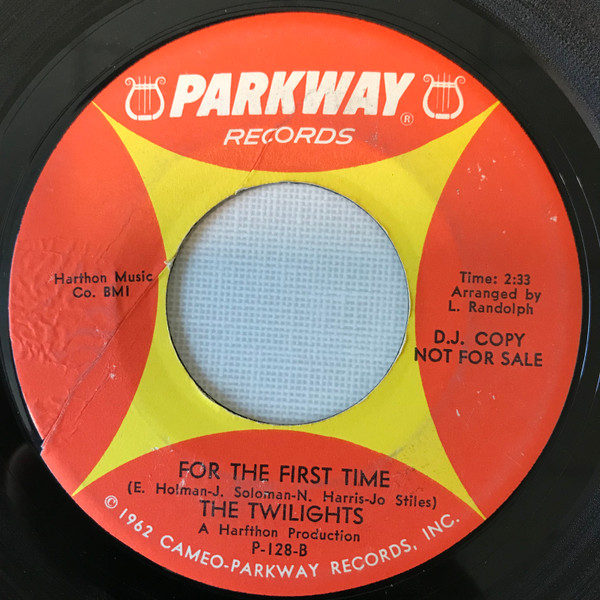 PARKWAY ®
RECORDS
Harthon Music
Co. BMI
Time: 2:33
Arranged by
L. Randolph
D.J. COPY
NOT FOR SALE
FOR THE FIRST TIME
(E. Holman-J. Soloman-N. Harris-Jo Stiles)
THE TWILIGHTS
A Harfthon Production
P-128-B
© 1962 CAMEO-PARKWAY RECORDS, INC.